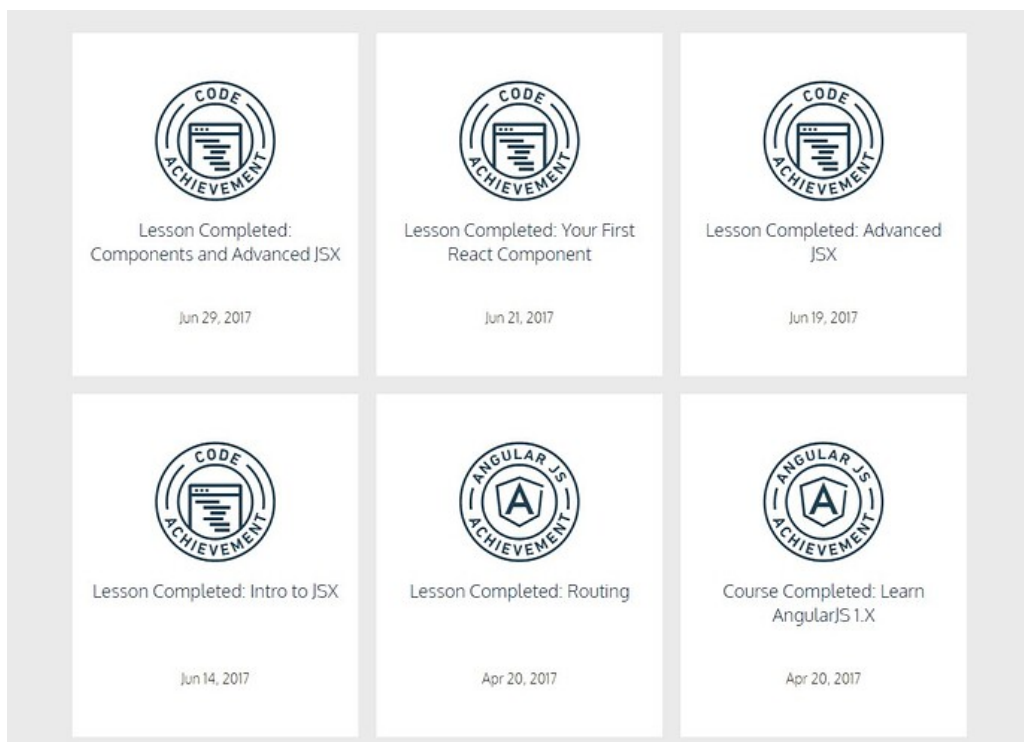 CODE
ACHIEVEMENT
Lesson Completed:
Components and Advanced JSX
Jun 29, 2017
CODE
ACHIEVEMENT
Lesson Completed: Your First
React Component
Jun 21, 2017
CODE
ACHIEVEMENT
Lesson Completed: Advanced
JSX
Jun 19, 2017
CODE
ACHIEVEMENT
Lesson Completed: Intro to JSX
Jun 14, 2017
ANGULAR JS
A
ACHIEVEMENT
Lesson Completed: Routing
Apr 20, 2017
ANGULAR JS
A
ACHIEVEMENT
Course Completed: Learn
AngularJS 1.X
Apr 20, 2017